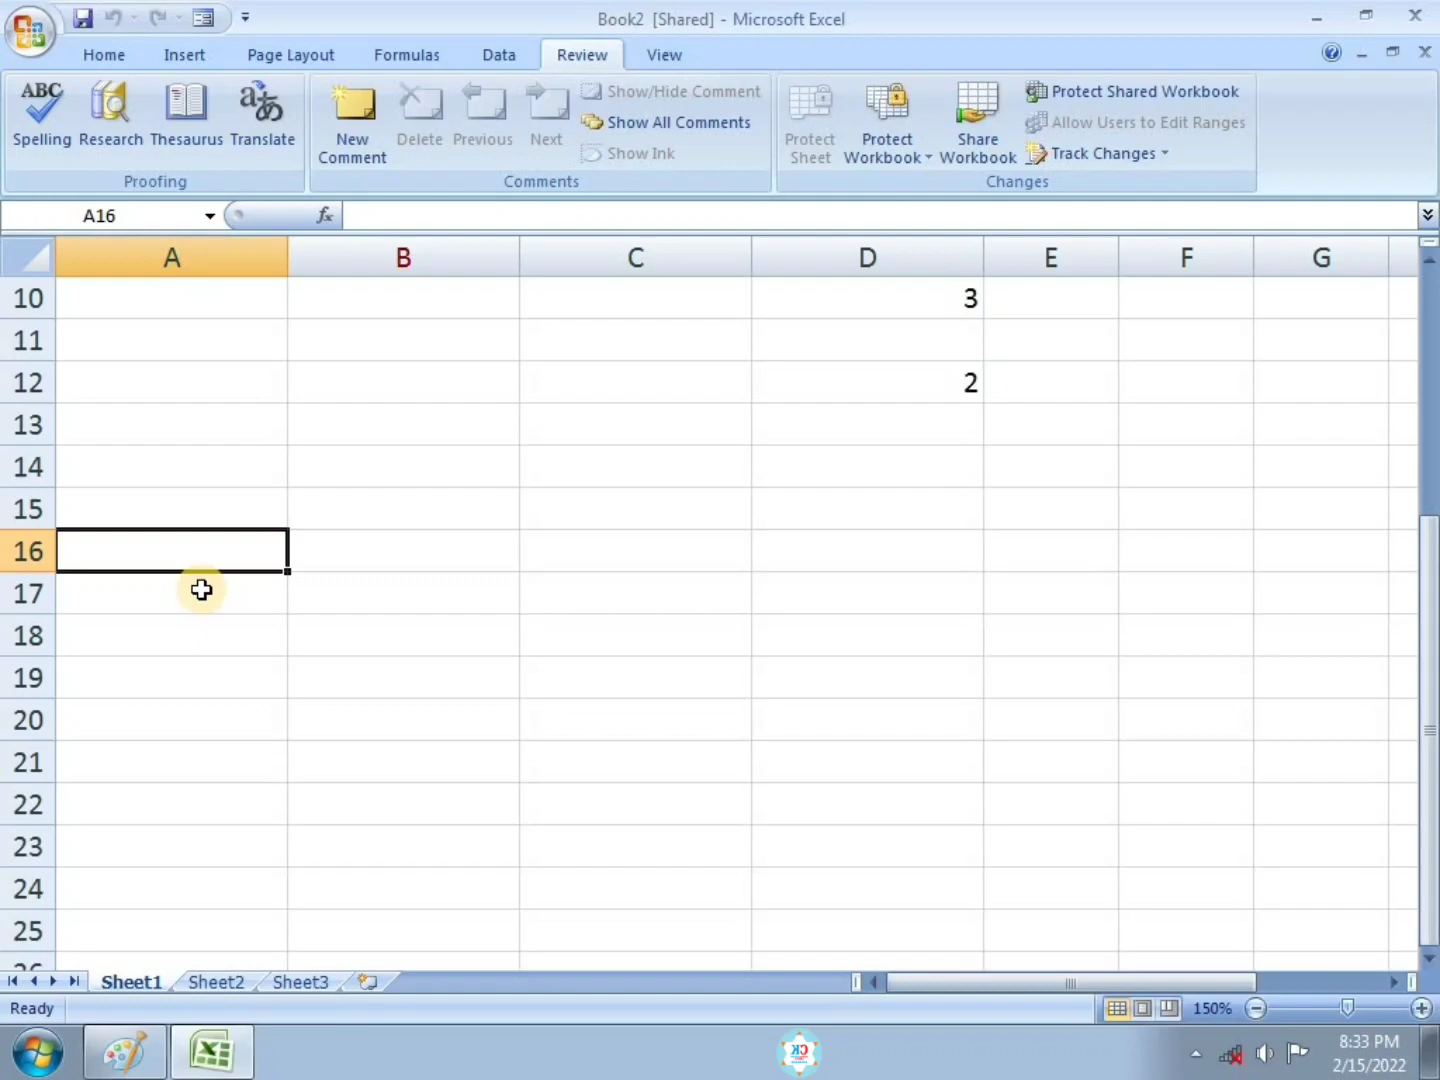 Book2 [Shared] - Microsoft Excel
Home Insert Page Layout Formulas Data Review View
ABC
Spelling Research Thesaurus Translate
Proofing
New Comment Delete Previous Next
Show/Hide Comment
Show All Comments
Show Ink
Comments
Protect Sheet Protect Workbook Share Workbook
Protect Shared Workbook
Allow Users to Edit Ranges
Track Changes
Changes
A16 fx
A B C D E F G
10 3
11
12 2
13
14
15
16
17
18
19
20
21
22
23
24
25
Sheet1 Sheet2 Sheet3
Ready 150%
8:33 PM
2/15/2022